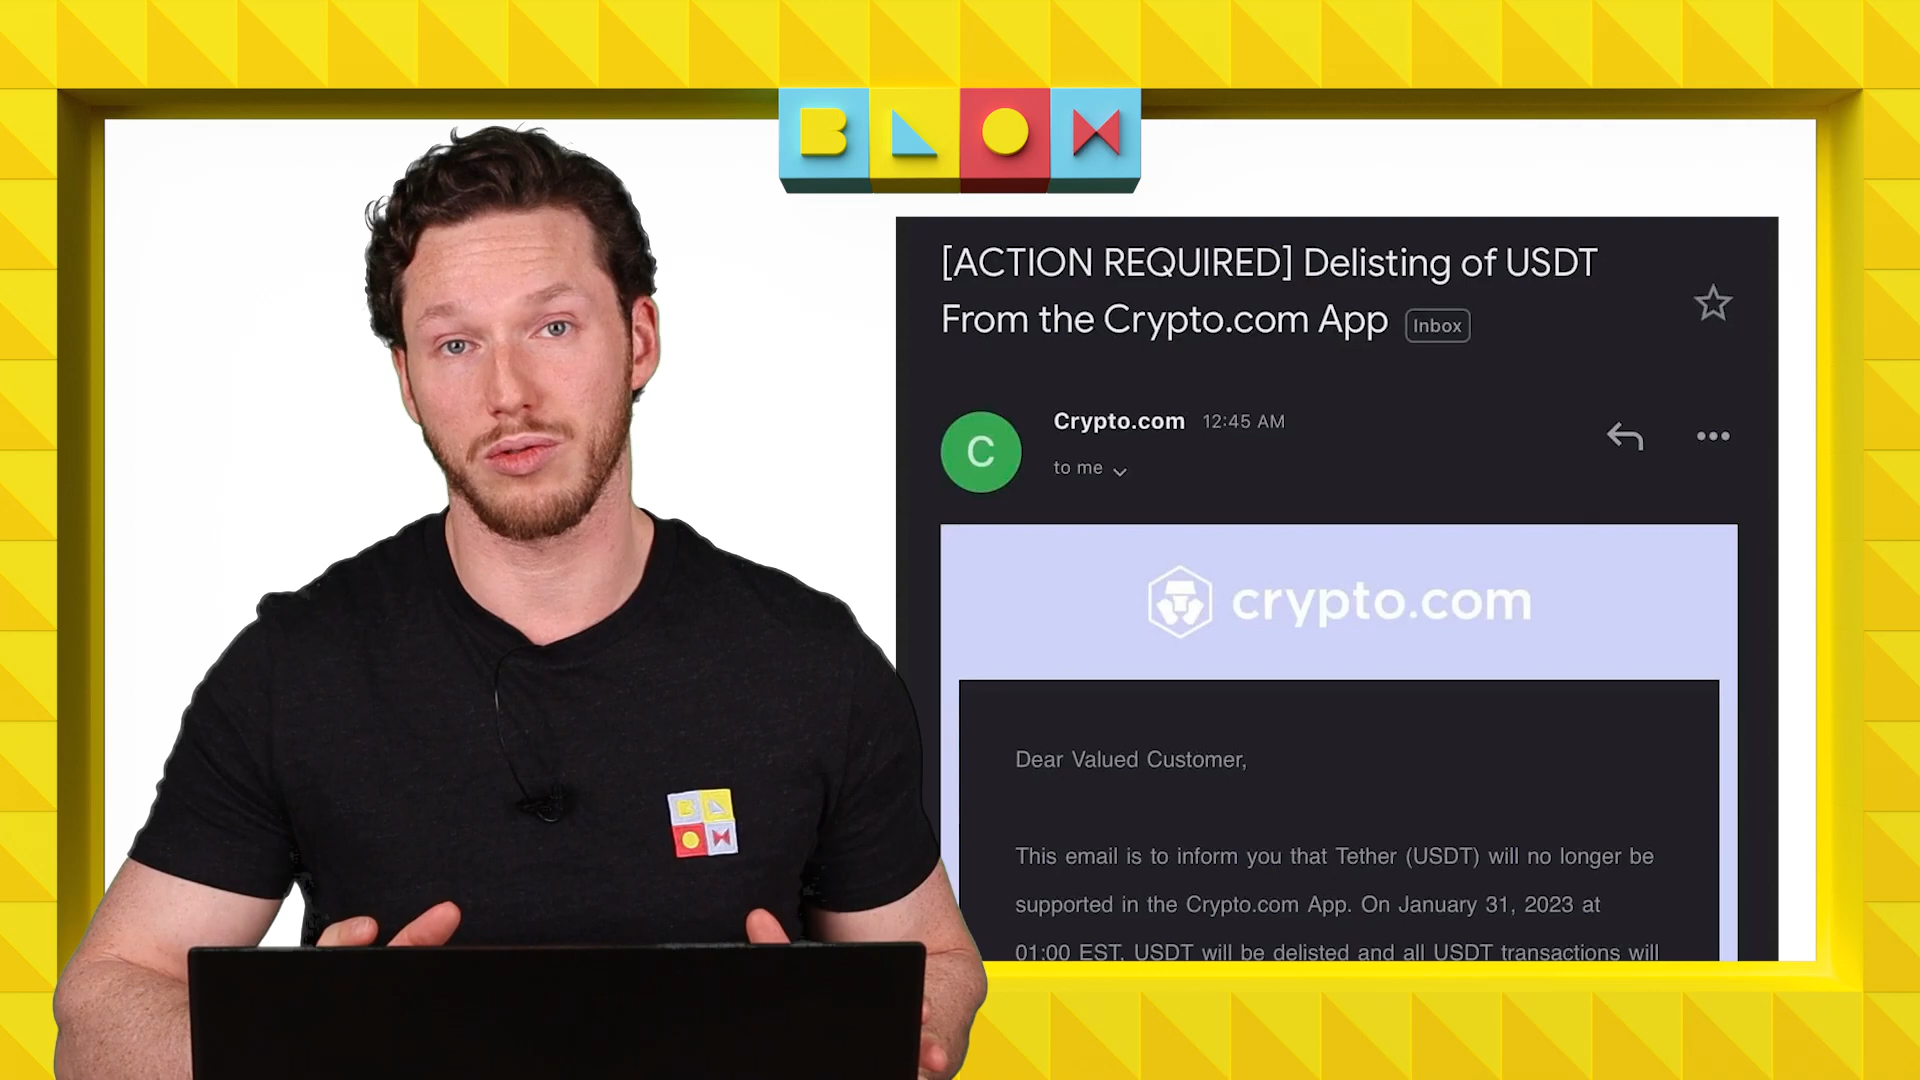 BLOX
[ACTION REQUIRED] Delisting of USDT
From the Crypto.com App Inbox
Crypto.com 12:45 AM
C
to me
crypto.com
Dear Valued Customer,
This email is to inform you that Tether (USDT) will no longer be
supported in the Crypto.com App. On January 31, 2023 at
01:00 EST, USDT will be delisted and all USDT transactions will
BLOX